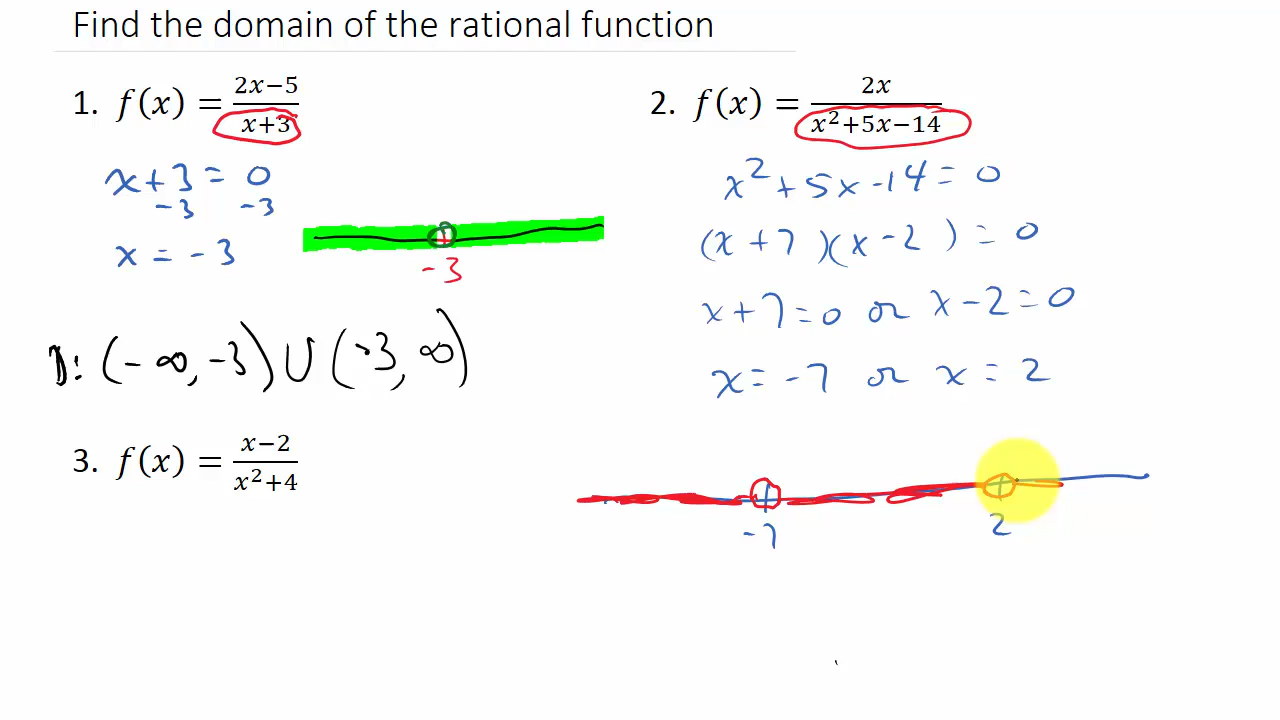 Find the domain of the rational function
1. f(x) = (2x−5)/(x+3)
x + 3 = 0
-3 -3
x = -3
-3
D: (-∞, -3) ∪ (-3, ∞)
2. f(x) = 2x/(x²+5x−14)
x² + 5x - 14 = 0
(x + 7)(x - 2) = 0
x + 7 = 0 or x - 2 = 0
x = -7 or x = 2
-7 2
3. f(x) = (x−2)/(x²+4)